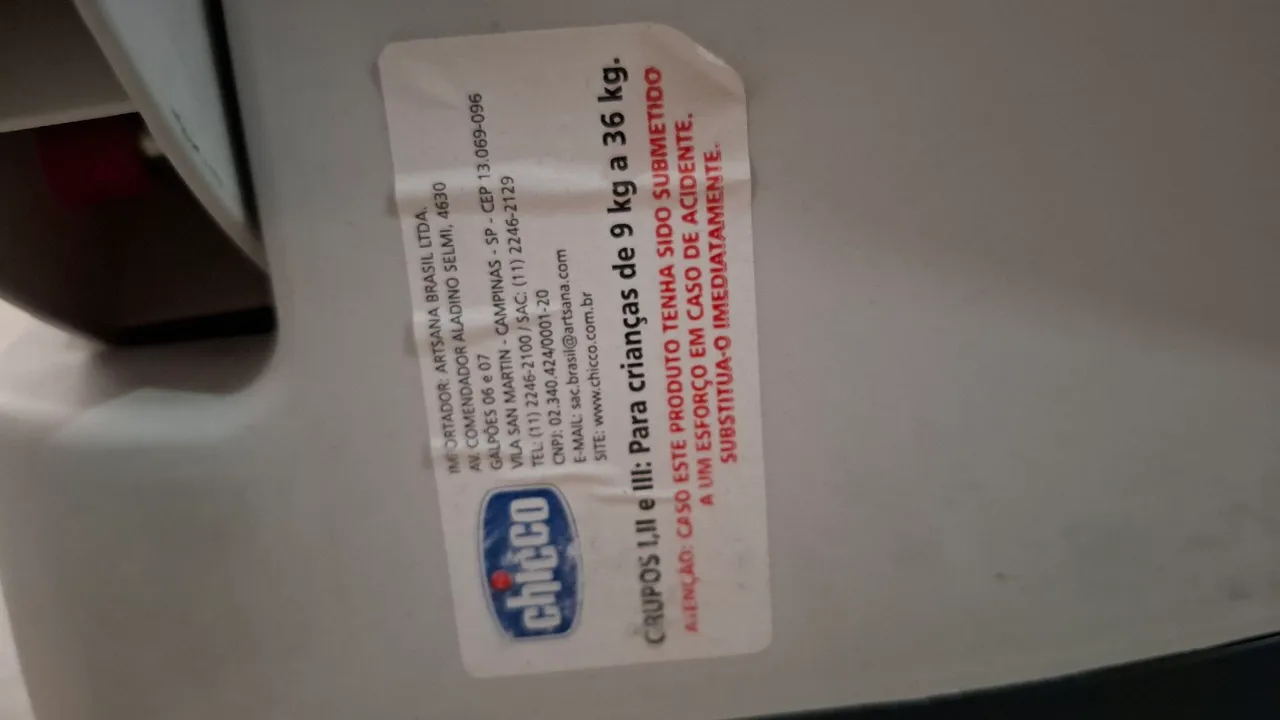 chicco
IMPORTADOR: ARTSANA BRASIL LTDA.
AV. COMENDADOR ALADINO SELMI, 4630
GALPÕES 06 e 07
VILA SAN MARTIN - CAMPINAS - SP - CEP 13.069-096
TEL: (11) 2246-2100 / SAC: (11) 2246-2129
CNPJ: 02.340.424/0001-20
E-MAIL: sac.brasil@artsana.com
SITE: www.chicco.com.br
GRUPOS I,II e III: Para crianças de 9 kg a 36 kg.
ATENÇÃO: CASO ESTE PRODUTO TENHA SIDO SUBMETIDO
A UM ESFORÇO EM CASO DE ACIDENTE.
SUBSTITUA-O IMEDIATAMENTE.